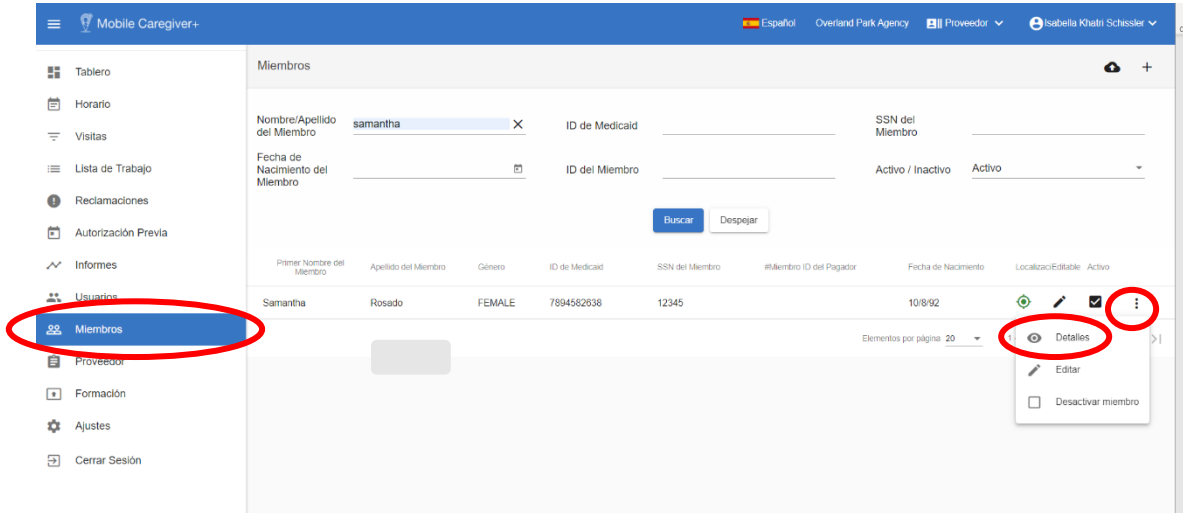 Mobile Caregiver+
Español Overland Park Agency Proveedor Isabella Khatri Schissler
Tablero
Horario
Visitas
Lista de Trabajo
Reclamaciones
Autorización Previa
Informes
Usuarios
Miembros
Proveedor
Formación
Ajustes
Cerrar Sesión
Miembros
Nombre/Apellido
del Miembro
samantha
ID de Medicaid
SSN del
Miembro
Fecha de
Nacimiento del
Miembro
ID del Miembro
Activo / Inactivo
Activo
Buscar Despejar
Primer Nombre del
Miembro
Apellido del Miembro Género ID de Medicaid SSN del Miembro #Miembro ID del Pagador Fecha de Nacimiento LocalizaciEditable Activo
Samantha Rosado FEMALE 7894582638 12345 10/8/92
Elementos por página 20
Detalles
Editar
Desactivar miembro